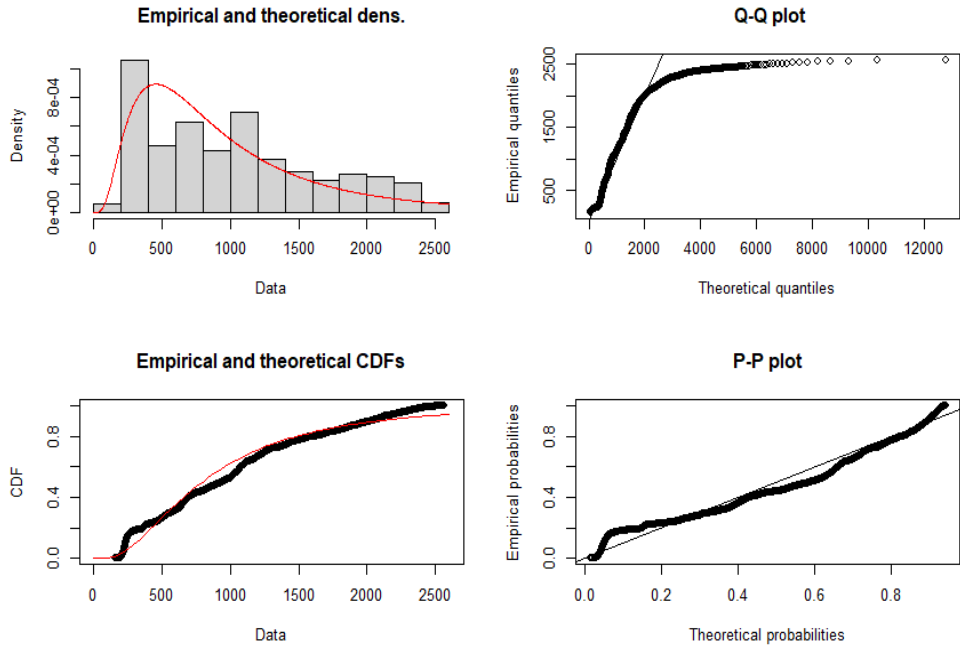 Empirical and theoretical dens.
Density
0e+00 4e-04 8e-04
0 500 1000 1500 2000 2500
Data
Q-Q plot
Empirical quantiles
500 1500 2500
0 2000 4000 6000 8000 10000 12000
Theoretical quantiles
Empirical and theoretical CDFs
CDF
0.0 0.4 0.8
0 500 1000 1500 2000 2500
Data
P-P plot
Empirical probabilities
0.0 0.4 0.8
0.0 0.2 0.4 0.6 0.8
Theoretical probabilities